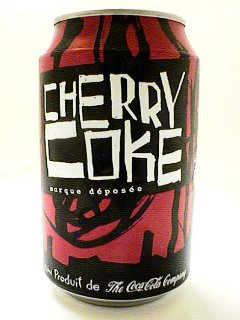 CHERRY
COKE
marque déposée
Produit de The Coca-Cola Company